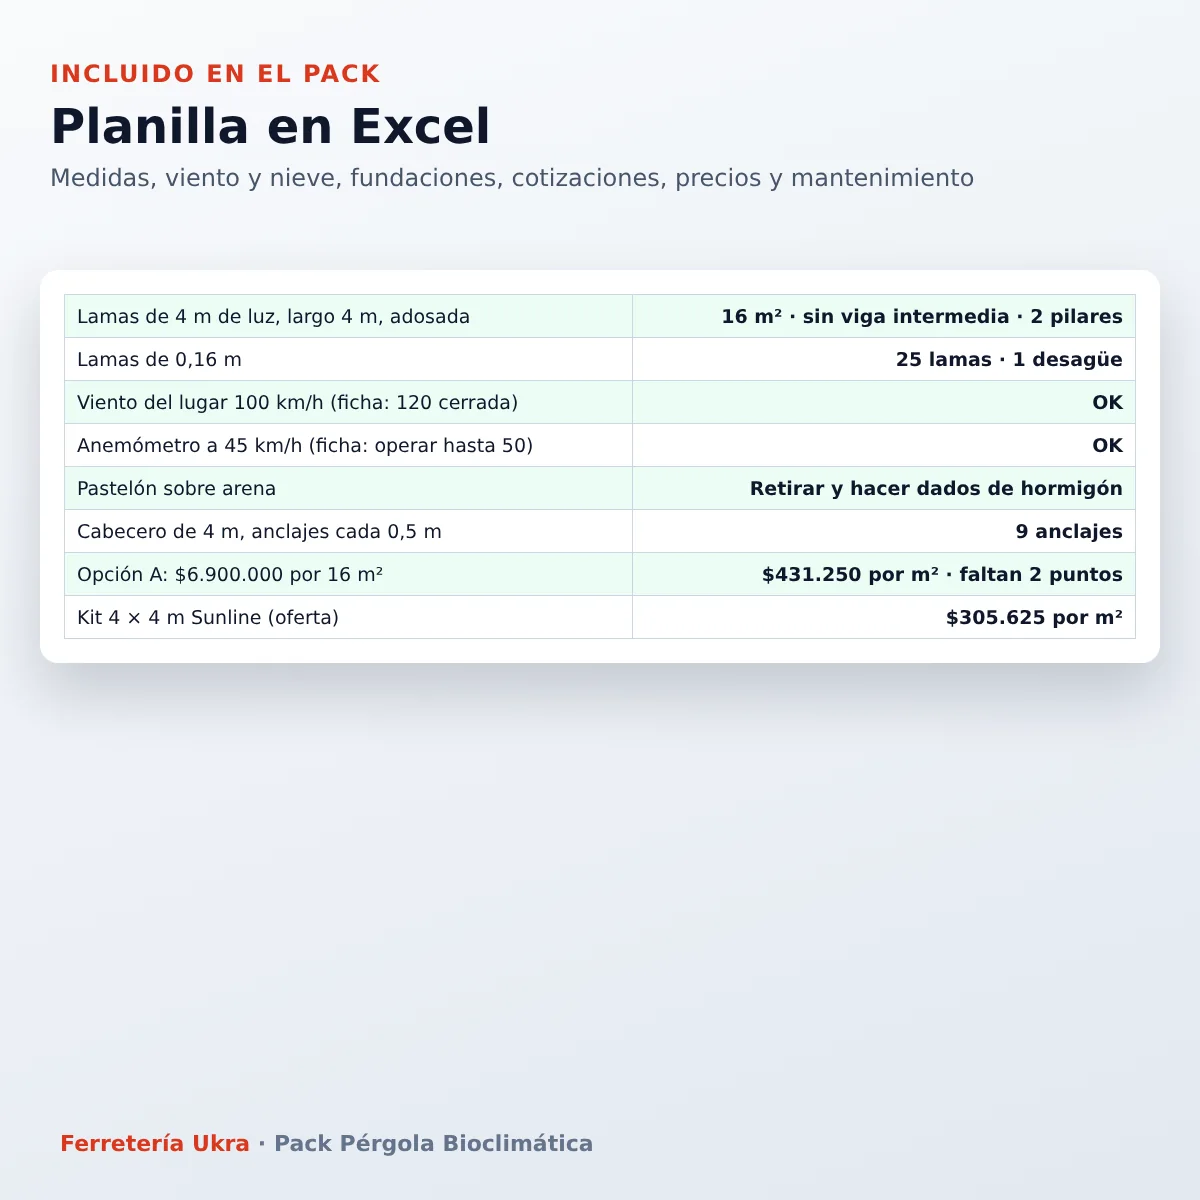 INCLUIDO EN EL PACK
Planilla en Excel
Medidas, viento y nieve, fundaciones, cotizaciones, precios y mantenimiento
Lamas de 4 m de luz, largo 4 m, adosada 16 m² · sin viga intermedia · 2 pilares
Lamas de 0,16 m 25 lamas · 1 desagüe
Viento del lugar 100 km/h (ficha: 120 cerrada) OK
Anemómetro a 45 km/h (ficha: operar hasta 50) OK
Pastelón sobre arena Retirar y hacer dados de hormigón
Cabecero de 4 m, anclajes cada 0,5 m 9 anclajes
Opción A: $6.900.000 por 16 m² $431.250 por m² · faltan 2 puntos
Kit 4 × 4 m Sunline (oferta) $305.625 por m²
Ferretería Ukra · Pack Pérgola Bioclimática